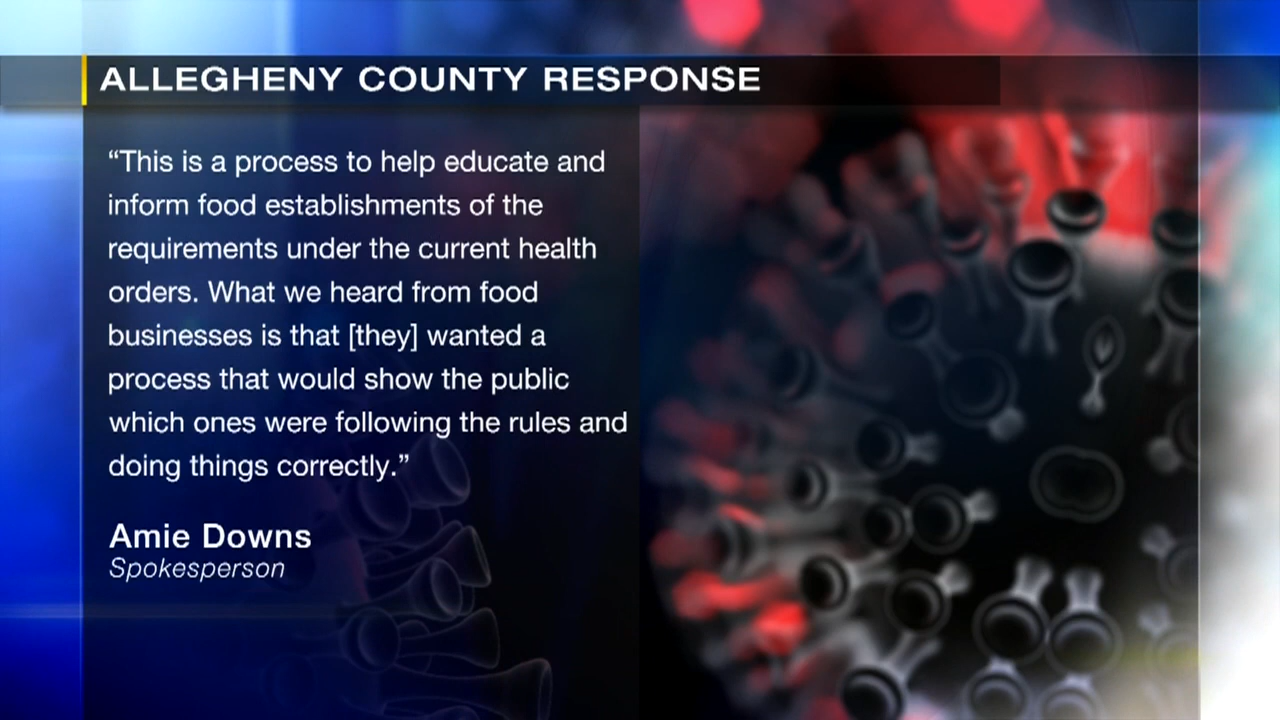 ALLEGHENY COUNTY RESPONSE
“This is a process to help educate and
inform food establishments of the
requirements under the current health
orders. What we heard from food
businesses is that [they] wanted a
process that would show the public
which ones were following the rules and
doing things correctly.”
Amie Downs
Spokesperson